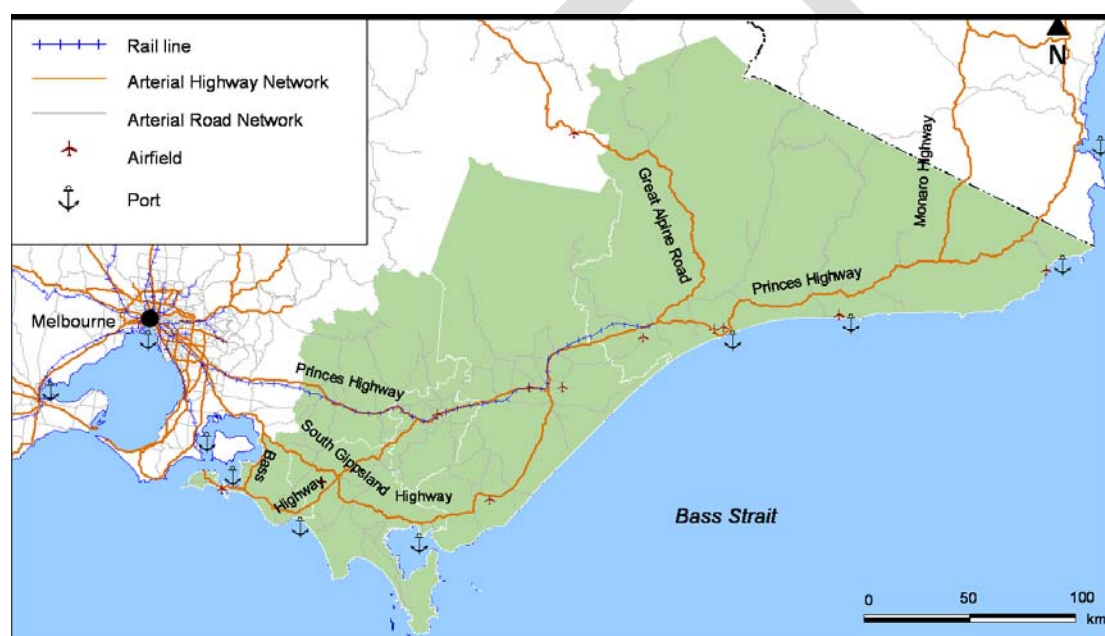 Rail line
Arterial Highway Network
Arterial Road Network
Airfield
Port
N
Monaro Highway
Great Alpine Road
Princes Highway
Melbourne
Princes Highway
South Gippsland Highway
Bass Highway
Bass Strait
0 50 100
km